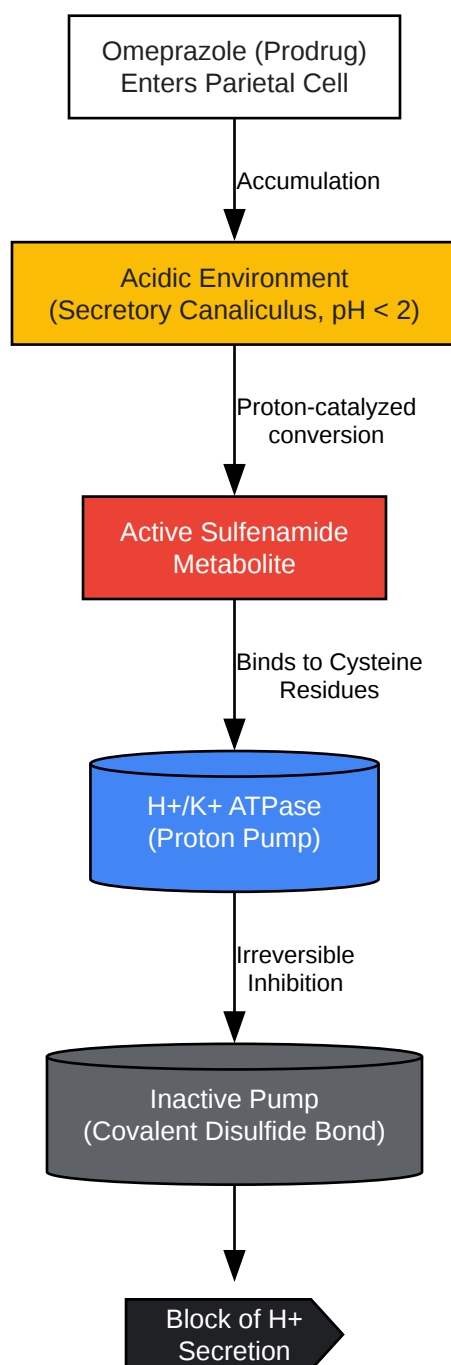 Omeprazole (Prodrug)
Enters Parietal Cell
Accumulation
Acidic Environment
(Secretory Canaliculus, pH < 2)
Proton-catalyzed
conversion
Active Sulfenamide
Metabolite
Binds to Cysteine
Residues
H+/K+ ATPase
(Proton Pump)
Irreversible
Inhibition
Inactive Pump
(Covalent Disulfide Bond)
Block of H+
Secretion